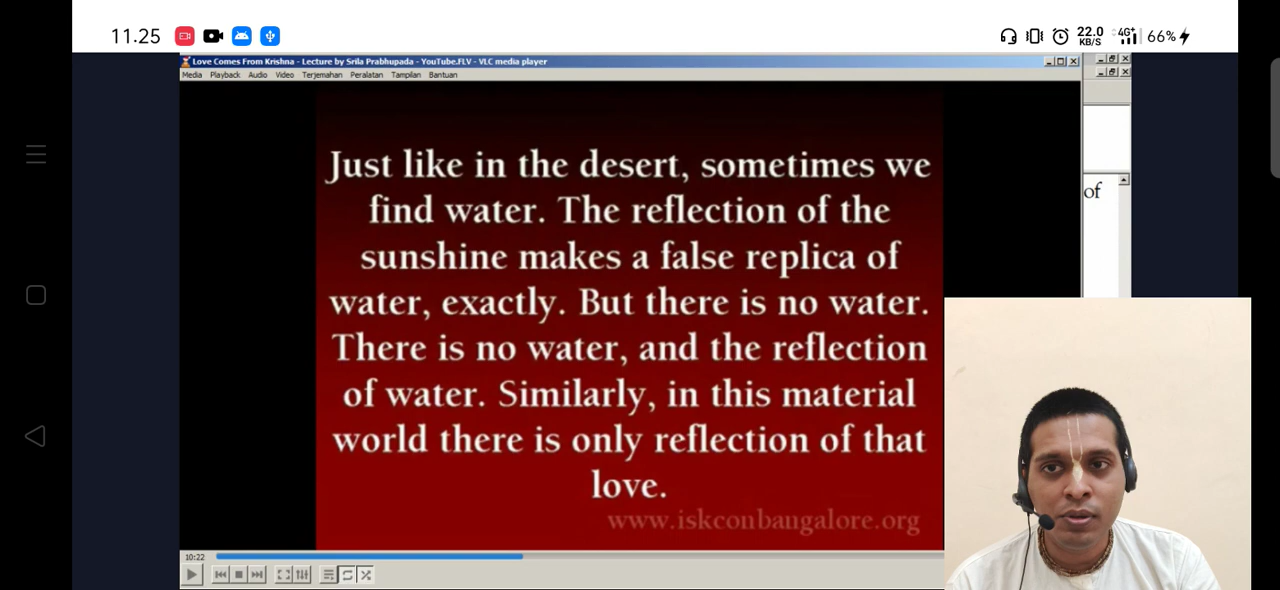 11.25
22.0
KB/S
4G+
66%
Love Comes From Krishna - Lecture by Srila Prabhupada - YouTube.FLV - VLC media player
Media Playback Audio Video Terjemahan Peralatan Tampilan Bantuan
Just like in the desert, sometimes we
find water. The reflection of the
sunshine makes a false replica of
water, exactly. But there is no water.
There is no water, and the reflection
of water. Similarly, in this material
world there is only reflection of that
love.
www.iskconbangalore.org
of
10:22